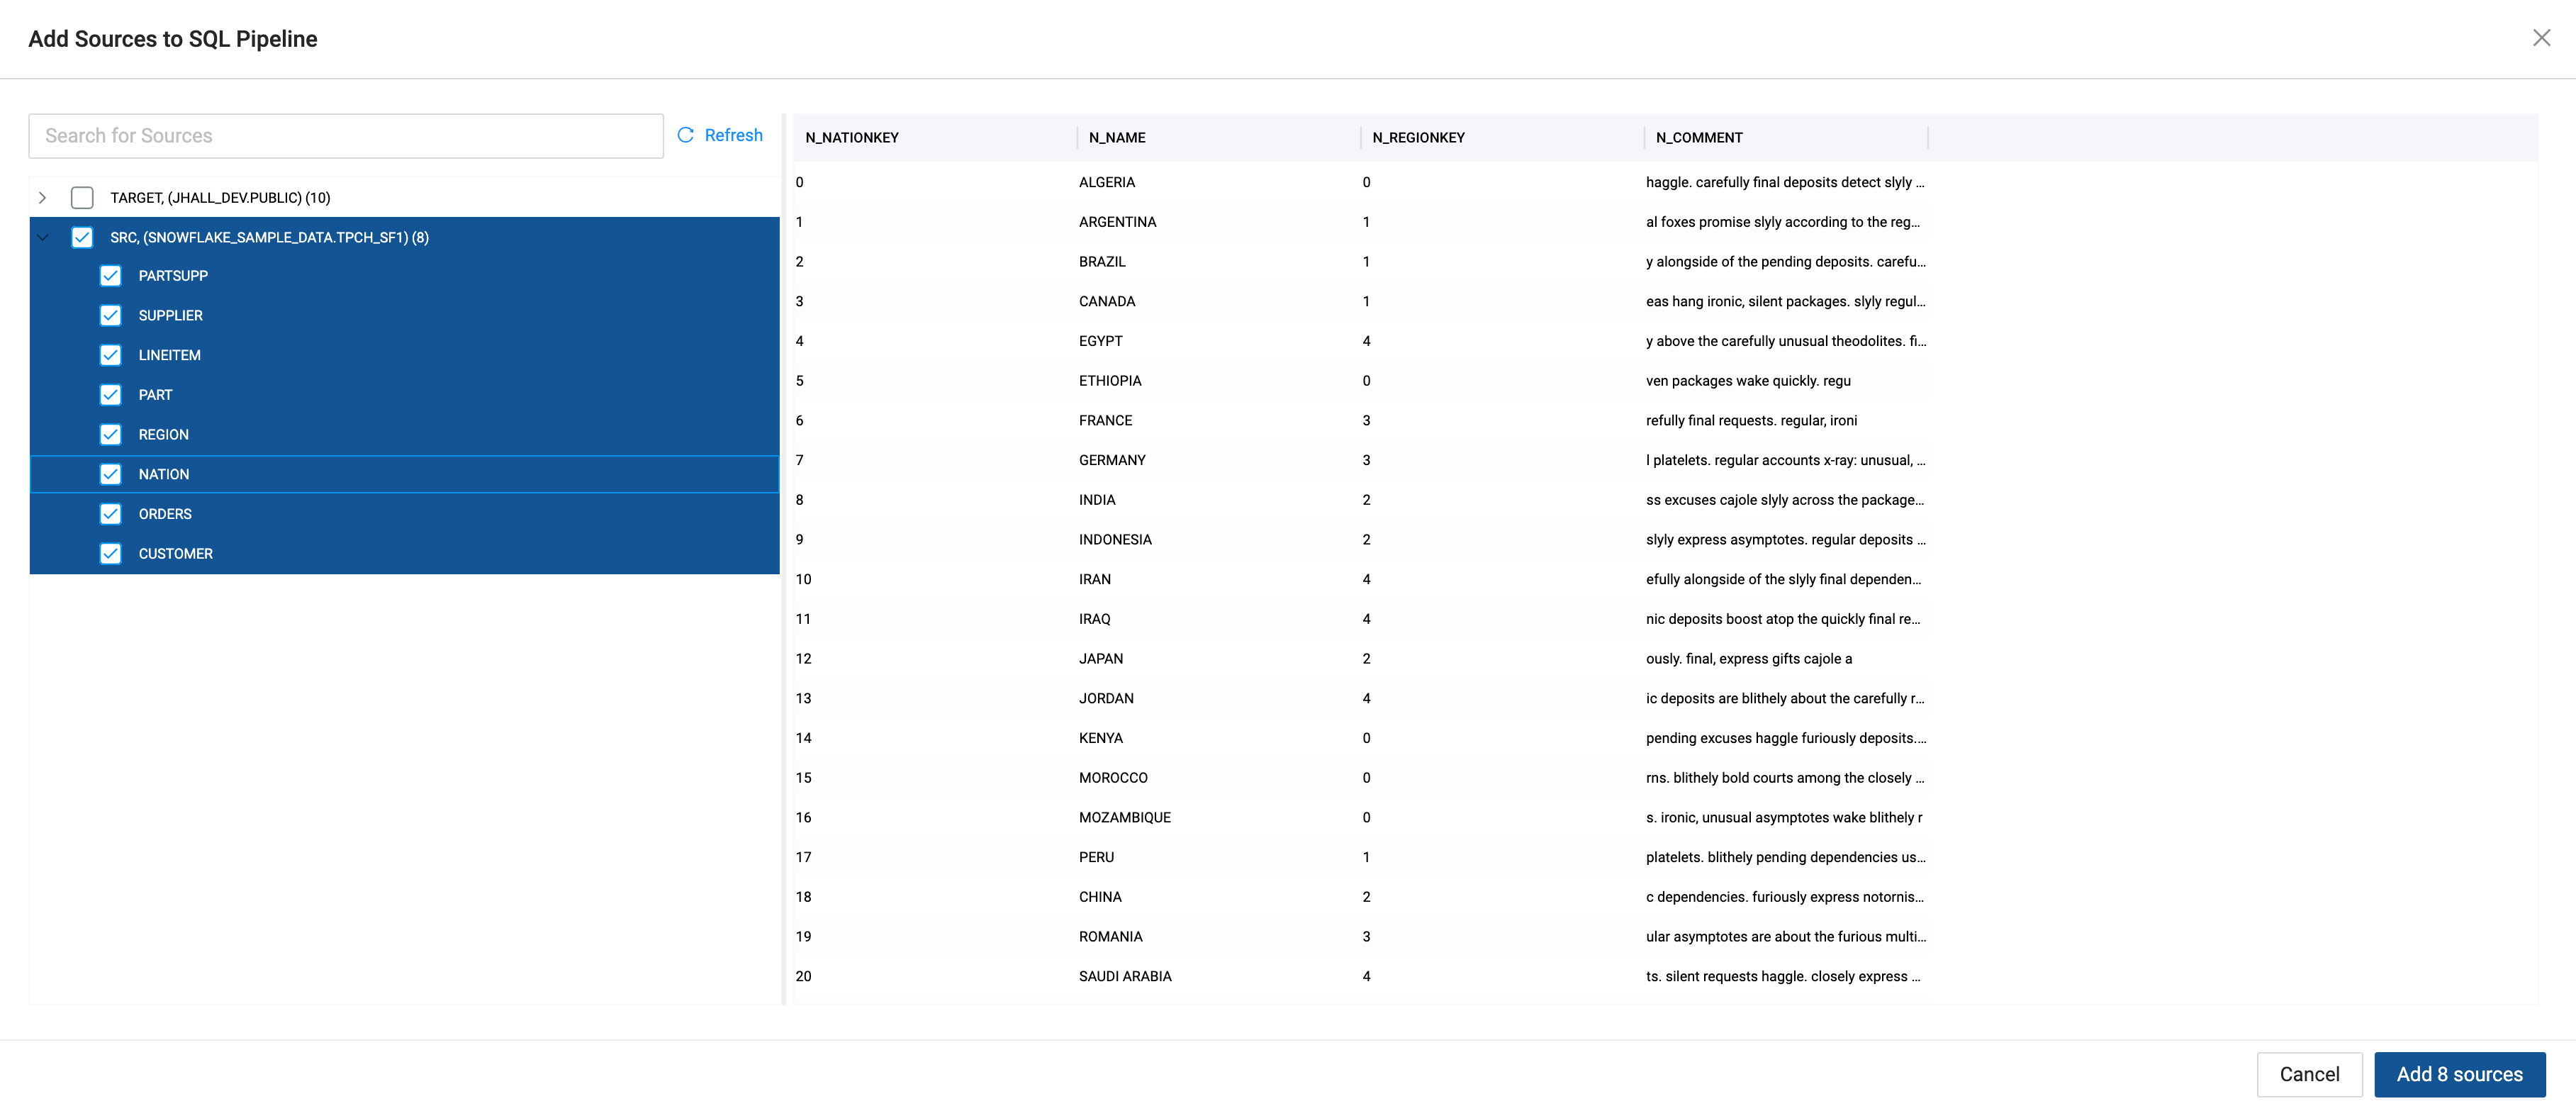 Add Sources to SQL Pipeline
Search for Sources
Refresh
TARGET, (JHALL_DEV.PUBLIC) (10)
SRC, (SNOWFLAKE_SAMPLE_DATA.TPCH_SF1) (8)
PARTSUPP
SUPPLIER
LINEITEM
PART
REGION
NATION
ORDERS
CUSTOMER
N_NATIONKEY N_NAME N_REGIONKEY N_COMMENT
0 ALGERIA 0 haggle. carefully final deposits detect slyly ...
1 ARGENTINA 1 al foxes promise slyly according to the reg...
2 BRAZIL 1 y alongside of the pending deposits. carefu...
3 CANADA 1 eas hang ironic, silent packages. slyly regul...
4 EGYPT 4 y above the carefully unusual theodolites. fi...
5 ETHIOPIA 0 ven packages wake quickly. regu
6 FRANCE 3 refully final requests. regular, ironi
7 GERMANY 3 l platelets. regular accounts x-ray: unusual, ...
8 INDIA 2 ss excuses cajole slyly across the package...
9 INDONESIA 2 slyly express asymptotes. regular deposits ...
10 IRAN 4 efully alongside of the slyly final dependen...
11 IRAQ 4 nic deposits boost atop the quickly final re...
12 JAPAN 2 ously. final, express gifts cajole a
13 JORDAN 4 ic deposits are blithely about the carefully r...
14 KENYA 0 pending excuses haggle furiously deposits....
15 MOROCCO 0 rns. blithely bold courts among the closely ...
16 MOZAMBIQUE 0 s. ironic, unusual asymptotes wake blithely r
17 PERU 1 platelets. blithely pending dependencies us...
18 CHINA 2 c dependencies. furiously express notornis...
19 ROMANIA 3 ular asymptotes are about the furious multi...
20 SAUDI ARABIA 4 ts. silent requests haggle. closely express ...
Cancel
Add 8 sources